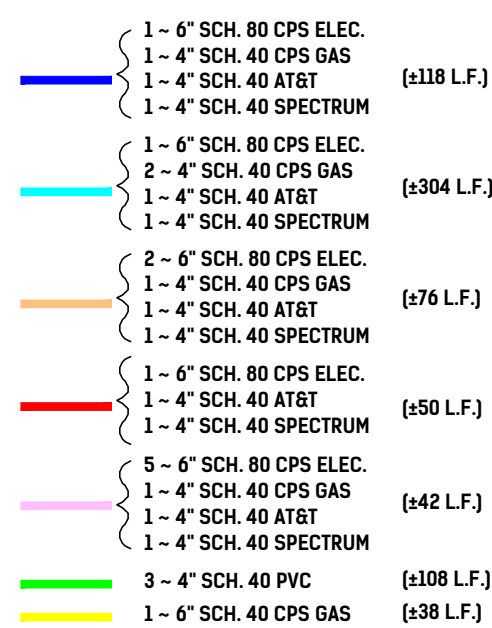 1 ~ 6" SCH. 80 CPS ELEC.
1 ~ 4" SCH. 40 CPS GAS
1 ~ 4" SCH. 40 AT&T (±118 L.F.)
1 ~ 4" SCH. 40 SPECTRUM
1 ~ 6" SCH. 80 CPS ELEC.
2 ~ 4" SCH. 40 CPS GAS
1 ~ 4" SCH. 40 AT&T (±304 L.F.)
1 ~ 4" SCH. 40 SPECTRUM
2 ~ 6" SCH. 80 CPS ELEC.
1 ~ 4" SCH. 40 CPS GAS
1 ~ 4" SCH. 40 AT&T (±76 L.F.)
1 ~ 4" SCH. 40 SPECTRUM
1 ~ 6" SCH. 80 CPS ELEC.
1 ~ 4" SCH. 40 AT&T (±50 L.F.)
1 ~ 4" SCH. 40 SPECTRUM
5 ~ 6" SCH. 80 CPS ELEC.
1 ~ 4" SCH. 40 CPS GAS (±42 L.F.)
1 ~ 4" SCH. 40 AT&T
1 ~ 4" SCH. 40 SPECTRUM
3 ~ 4" SCH. 40 PVC (±108 L.F.)
1 ~ 6" SCH. 40 CPS GAS (±38 L.F.)